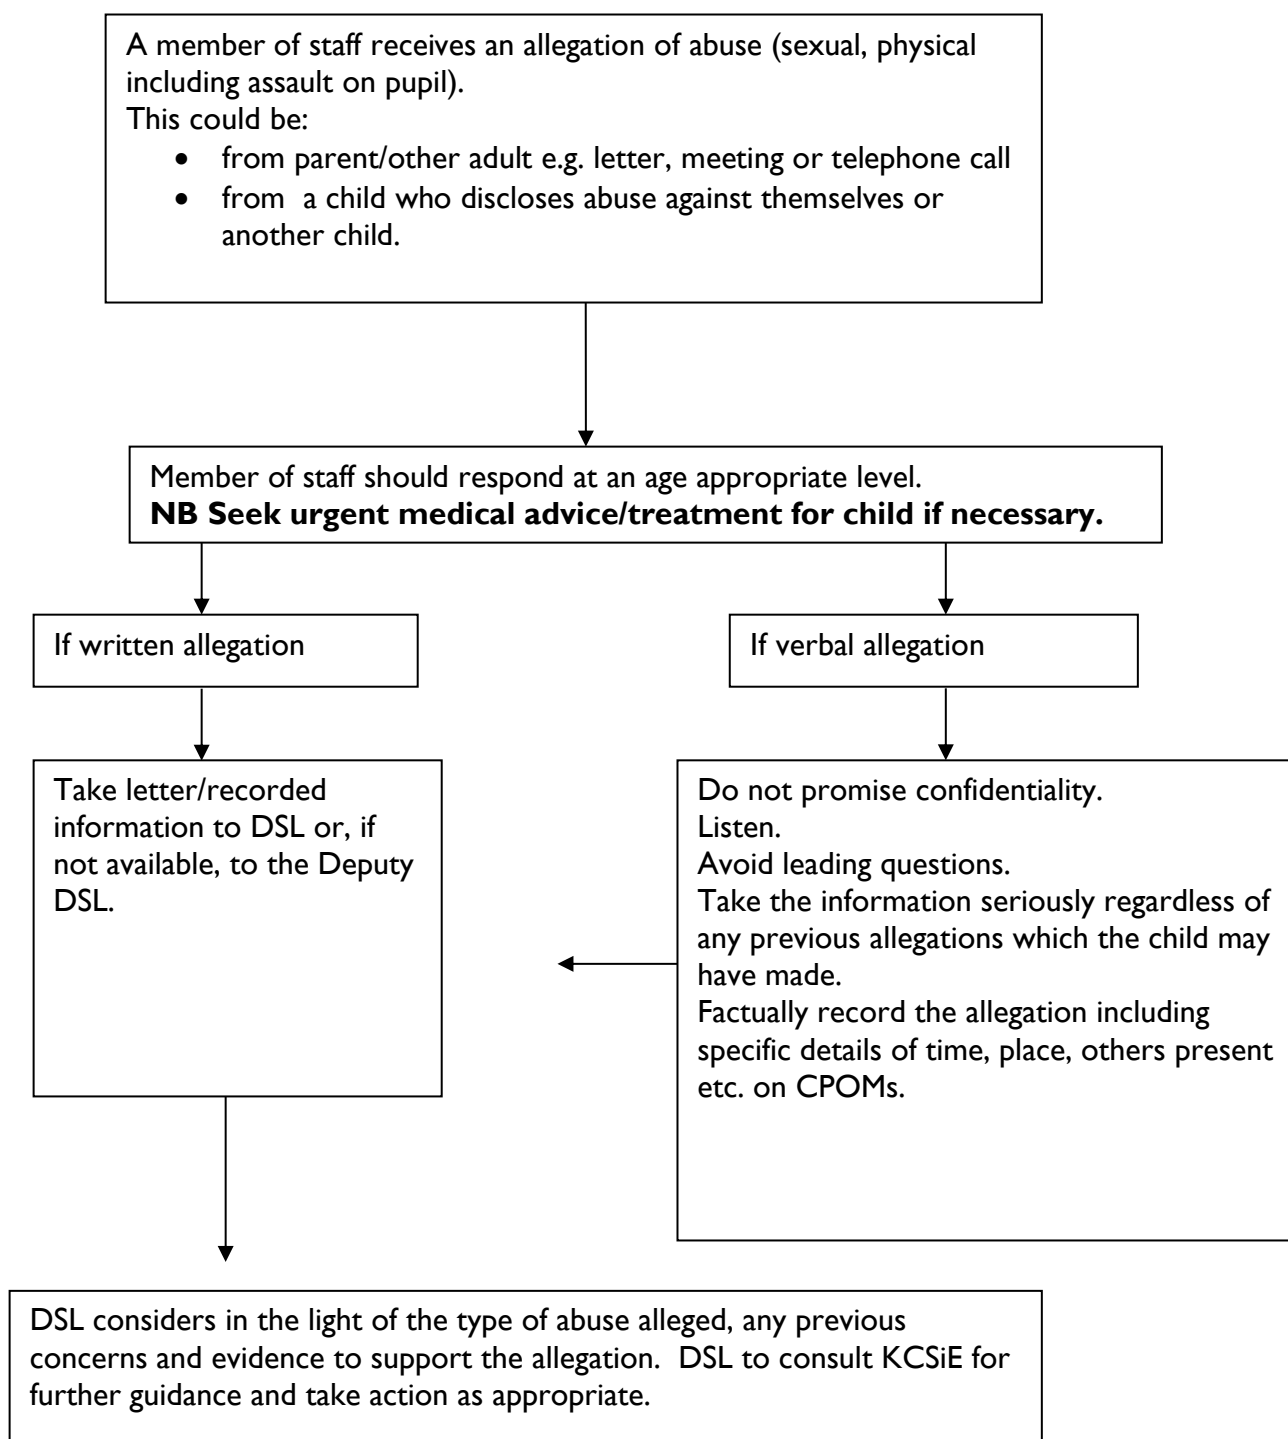 A member of staff receives an allegation of abuse (sexual, physical
including assault on pupil).
This could be:
• from parent/other adult e.g. letter, meeting or telephone call
• from a child who discloses abuse against themselves or
another child.
Member of staff should respond at an age appropriate level.
NB Seek urgent medical advice/treatment for child if necessary.
If written allegation
If verbal allegation
Take letter/recorded
information to DSL or, if
not available, to the Deputy
DSL.
Do not promise confidentiality.
Listen.
Avoid leading questions.
Take the information seriously regardless of
any previous allegations which the child may
have made.
Factually record the allegation including
specific details of time, place, others present
etc. on CPOMs.
DSL considers in the light of the type of abuse alleged, any previous
concerns and evidence to support the allegation. DSL to consult KCSiE for
further guidance and take action as appropriate.